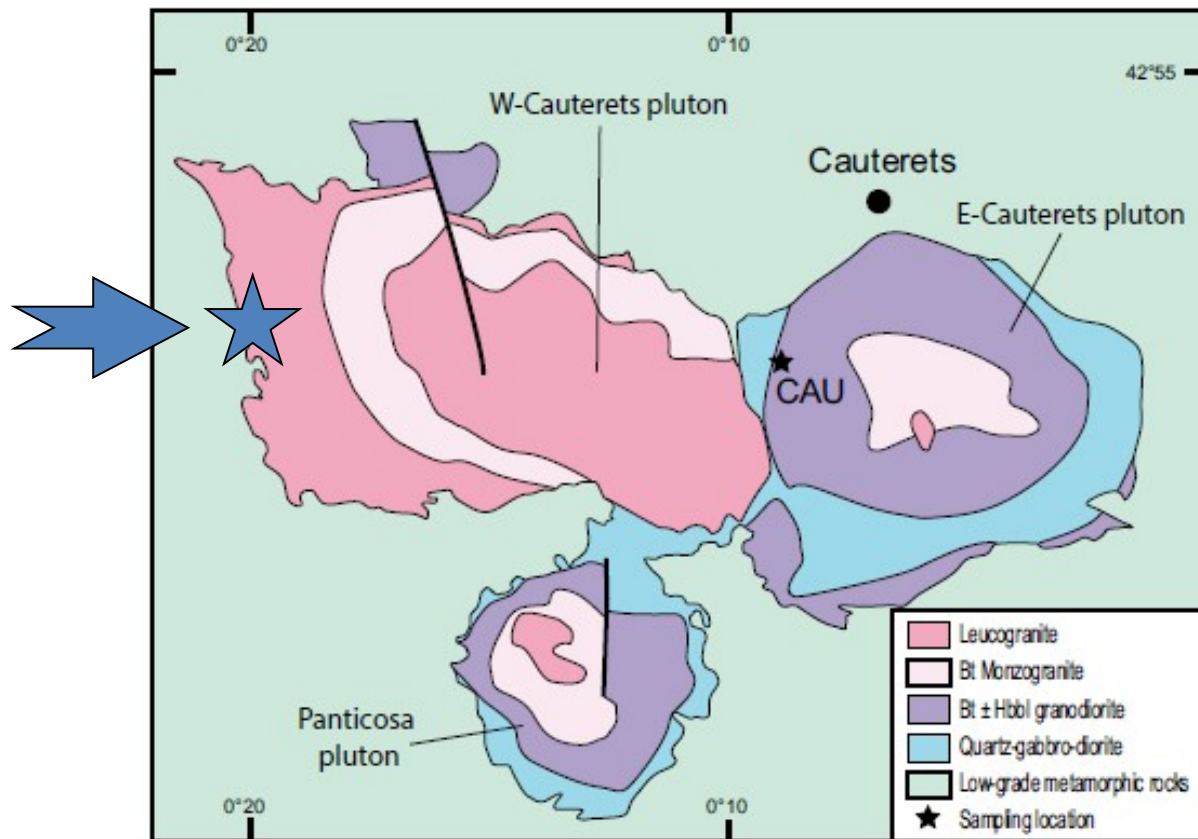 0°20
0°10
42°55
W-Cauterets pluton
Cauterets
E-Cauterets pluton
CAU
Panticosa
pluton
Leucogranite
Bt Monzogranite
Bt ± Hbbl granodiorite
Quartz-gabbro-diorite
Low-grade metamorphic rocks
Sampling location
0°20
0°10